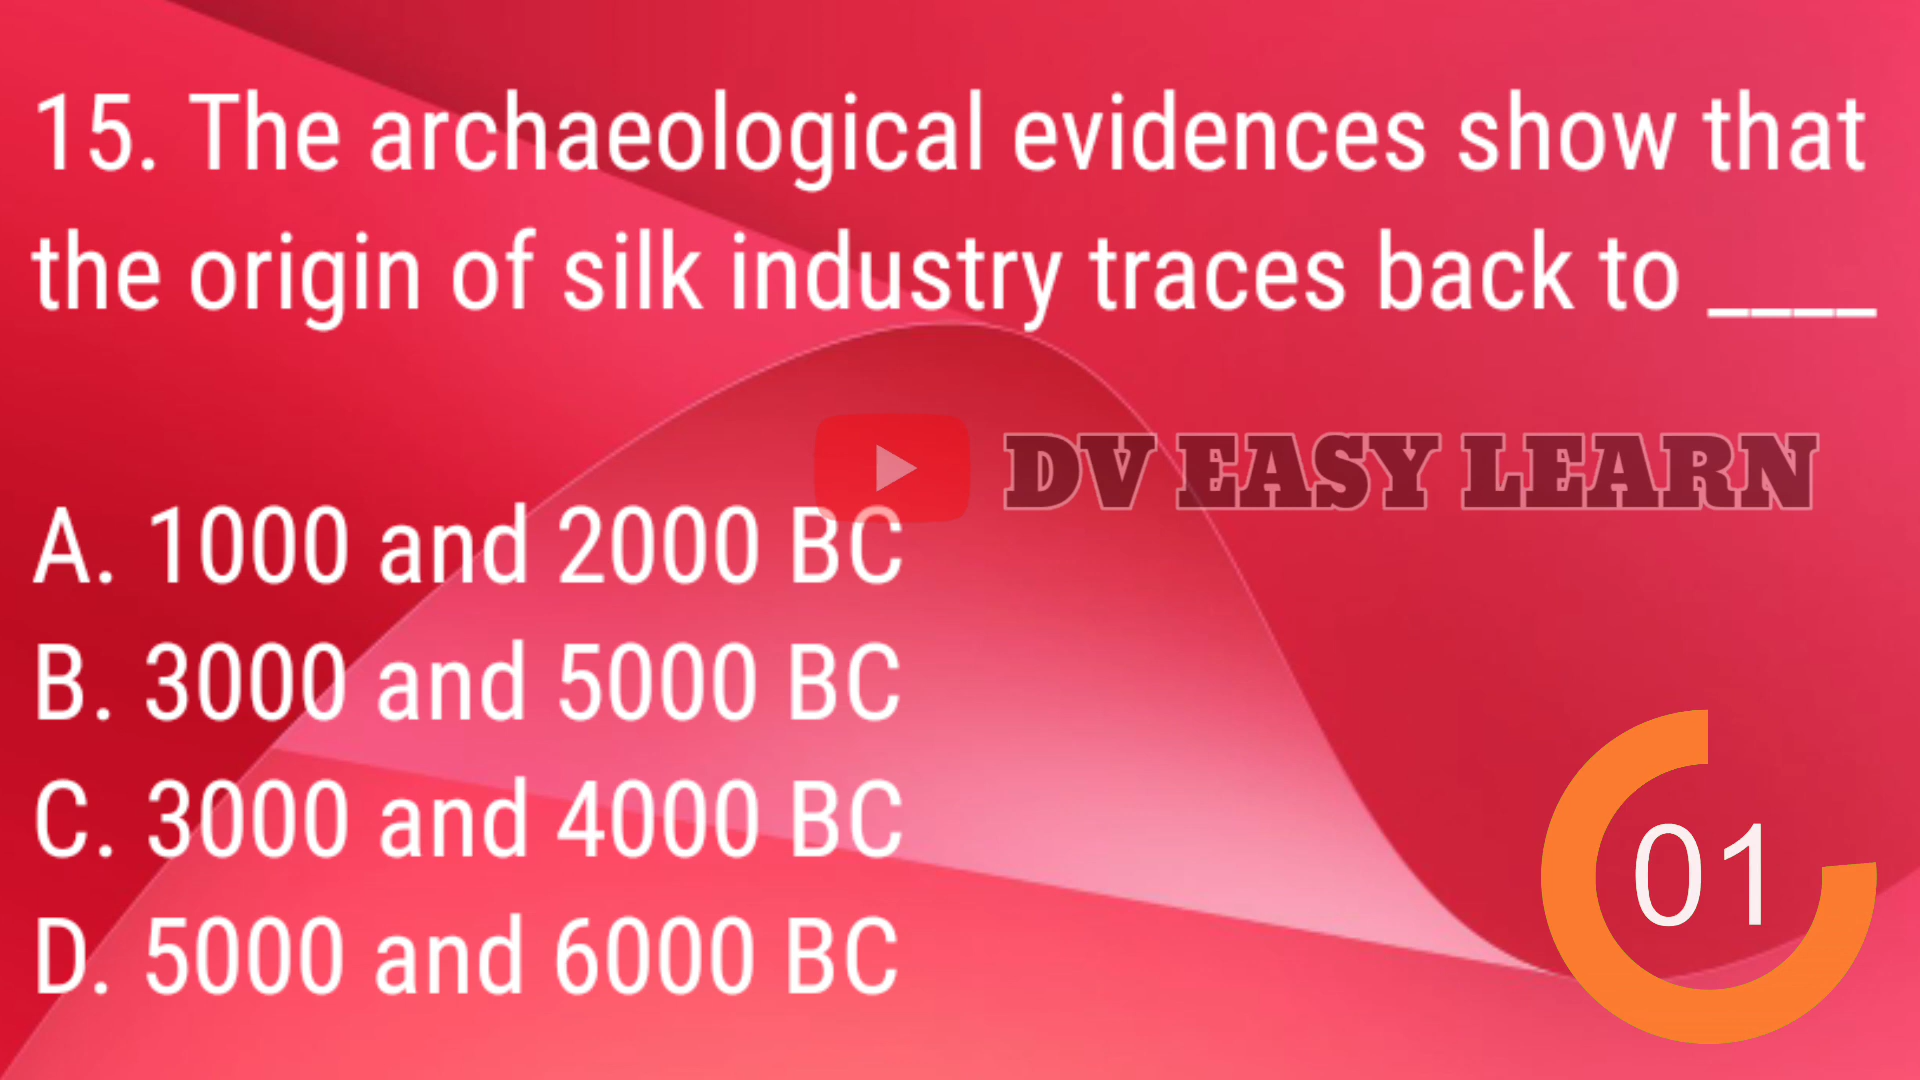 15. The archaeological evidences show that
the origin of silk industry traces back to ____
DV EASY LEARN
A. 1000 and 2000 BC
B. 3000 and 5000 BC
C. 3000 and 4000 BC
D. 5000 and 6000 BC
01